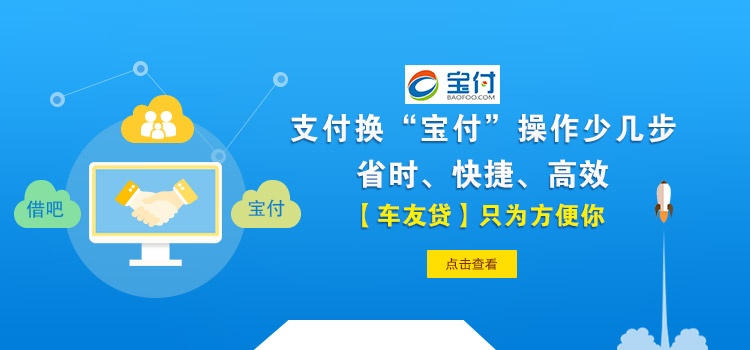 宝付
BAOFOO.COM
支付换“宝付”操作少几步
省时、快捷、高效
【车友贷】只为方便你
点击查看
借吧
宝付